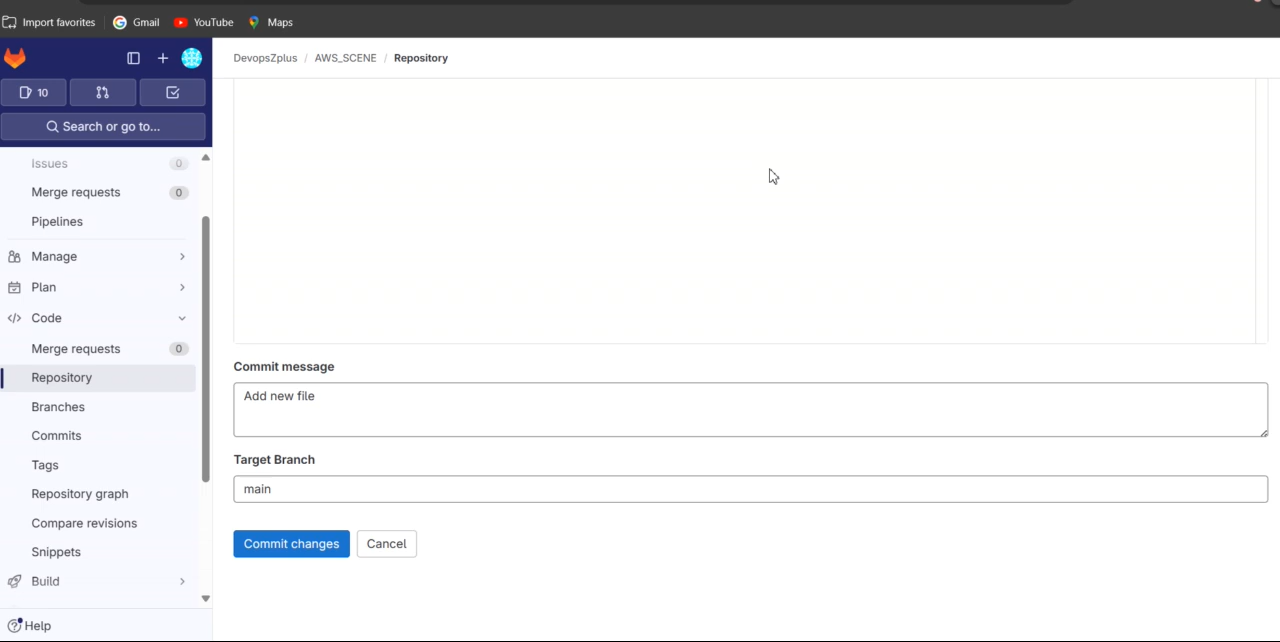 Import favorites Gmail YouTube Maps
DevopsZplus / AWS_SCENE / Repository
10
Search or go to...
Issues 0
Merge requests 0
Pipelines
Manage
Plan
Code
Merge requests 0
Repository
Branches
Commits
Tags
Repository graph
Compare revisions
Snippets
Build
Help
Commit message
Add new file
Target Branch
main
Commit changes Cancel